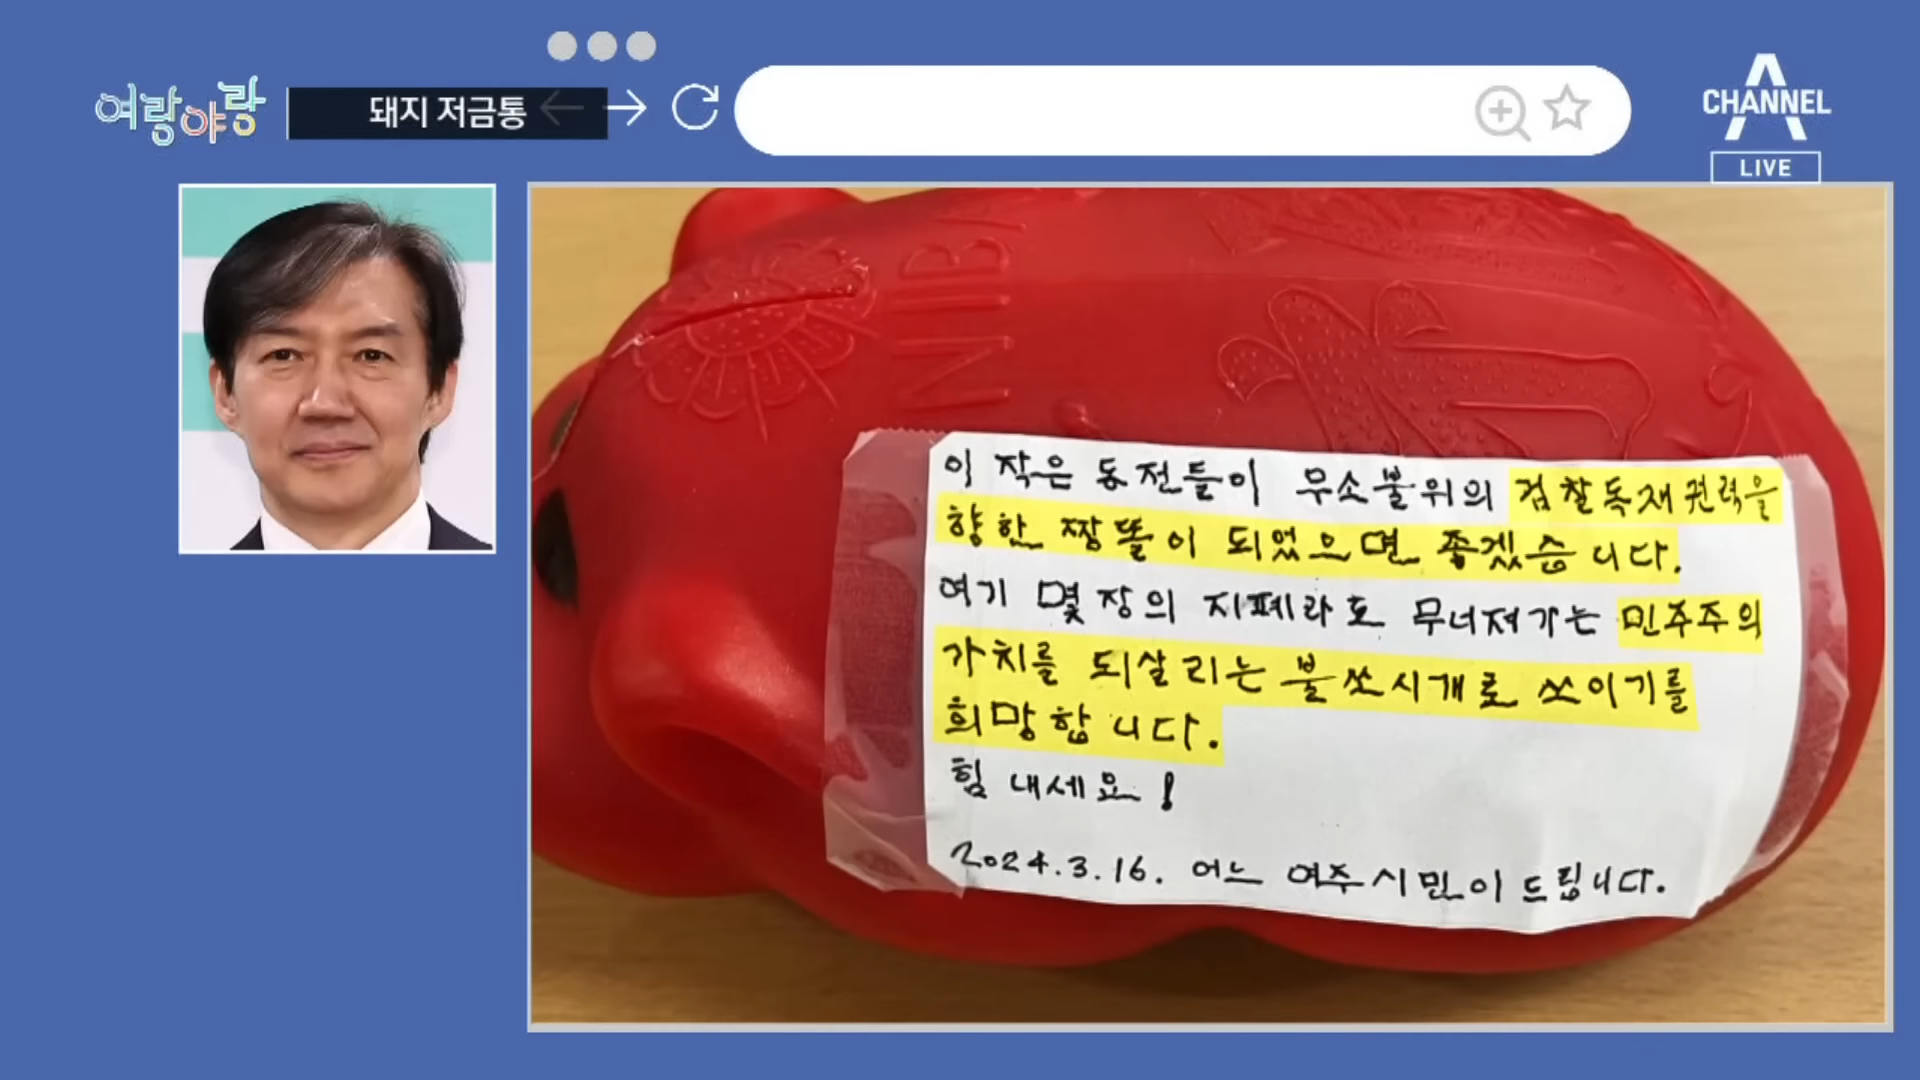 여랑야랑
돼지 저금통
CHANNEL A
LIVE
NIBI
이 작은 동전들이 무소불위의 검찰독재권력을
향한 짱똘이 되었으면 좋겠습니다.
여기 몇 장의 지폐라도 무너져가는 민주주의
가치를 되살리는 불쏘시개로 쓰이기를
희망합니다.
힘 내세요!
2024.3.16. 어느 여주시민이 드립니다.